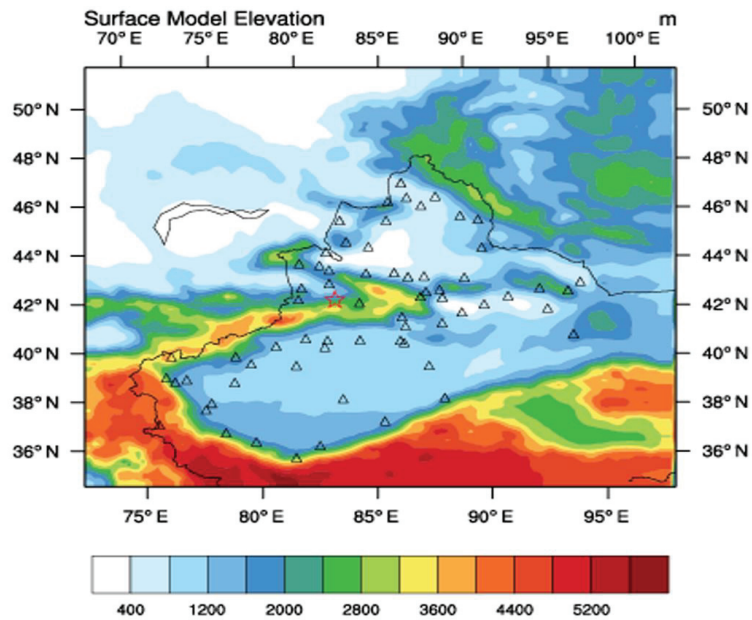 Surface Model Elevation m
70° E 75° E 80° E 85° E 90° E 95° E 100° E
50° N 50° N
48° N 48° N
46° N 46° N
44° N 44° N
42° N 42° N
40° N 40° N
38° N 38° N
36° N 36° N
75° E 80° E 85° E 90° E 95° E
400 1200 2000 2800 3600 4400 5200